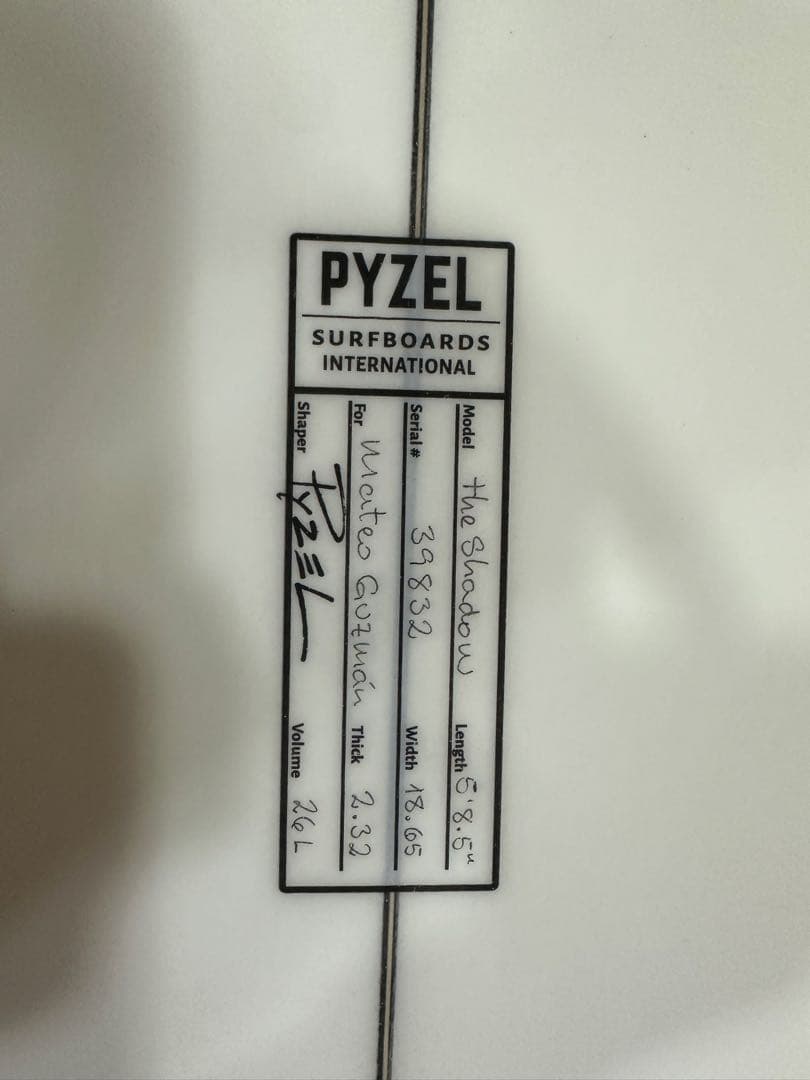 PYZEL
SURFBOARDS
INTERNATIONAL
Model the Shadow Length 5'8.5"
Serial # 39832 Width 18.65
For Mateo Guzmán Thick 2.32
Shaper PYZEL Volume 26L